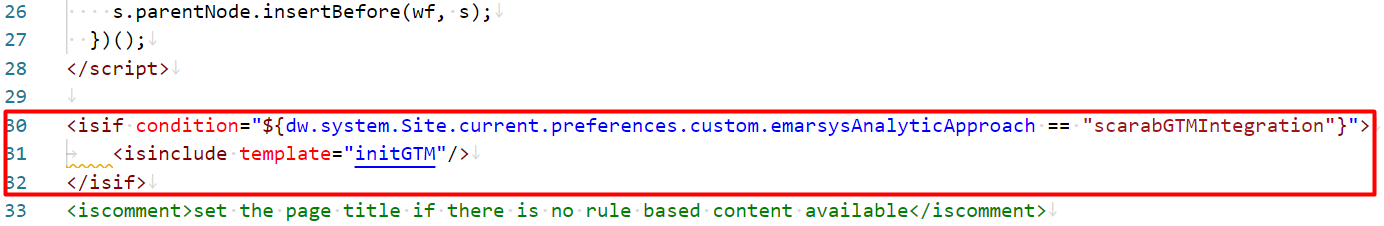 26 s.parentNode.insertBefore(wf, s);
27 })();
28 </script>
29
30 <isif condition="${dw.system.Site.current.preferences.custom.emarsysAnalyticApproach == "scarabGTMIntegration"}">
31 <isinclude template="initGTM"/>
32 </isif>
33 <iscomment>set the page title if there is no rule based content available</iscomment>